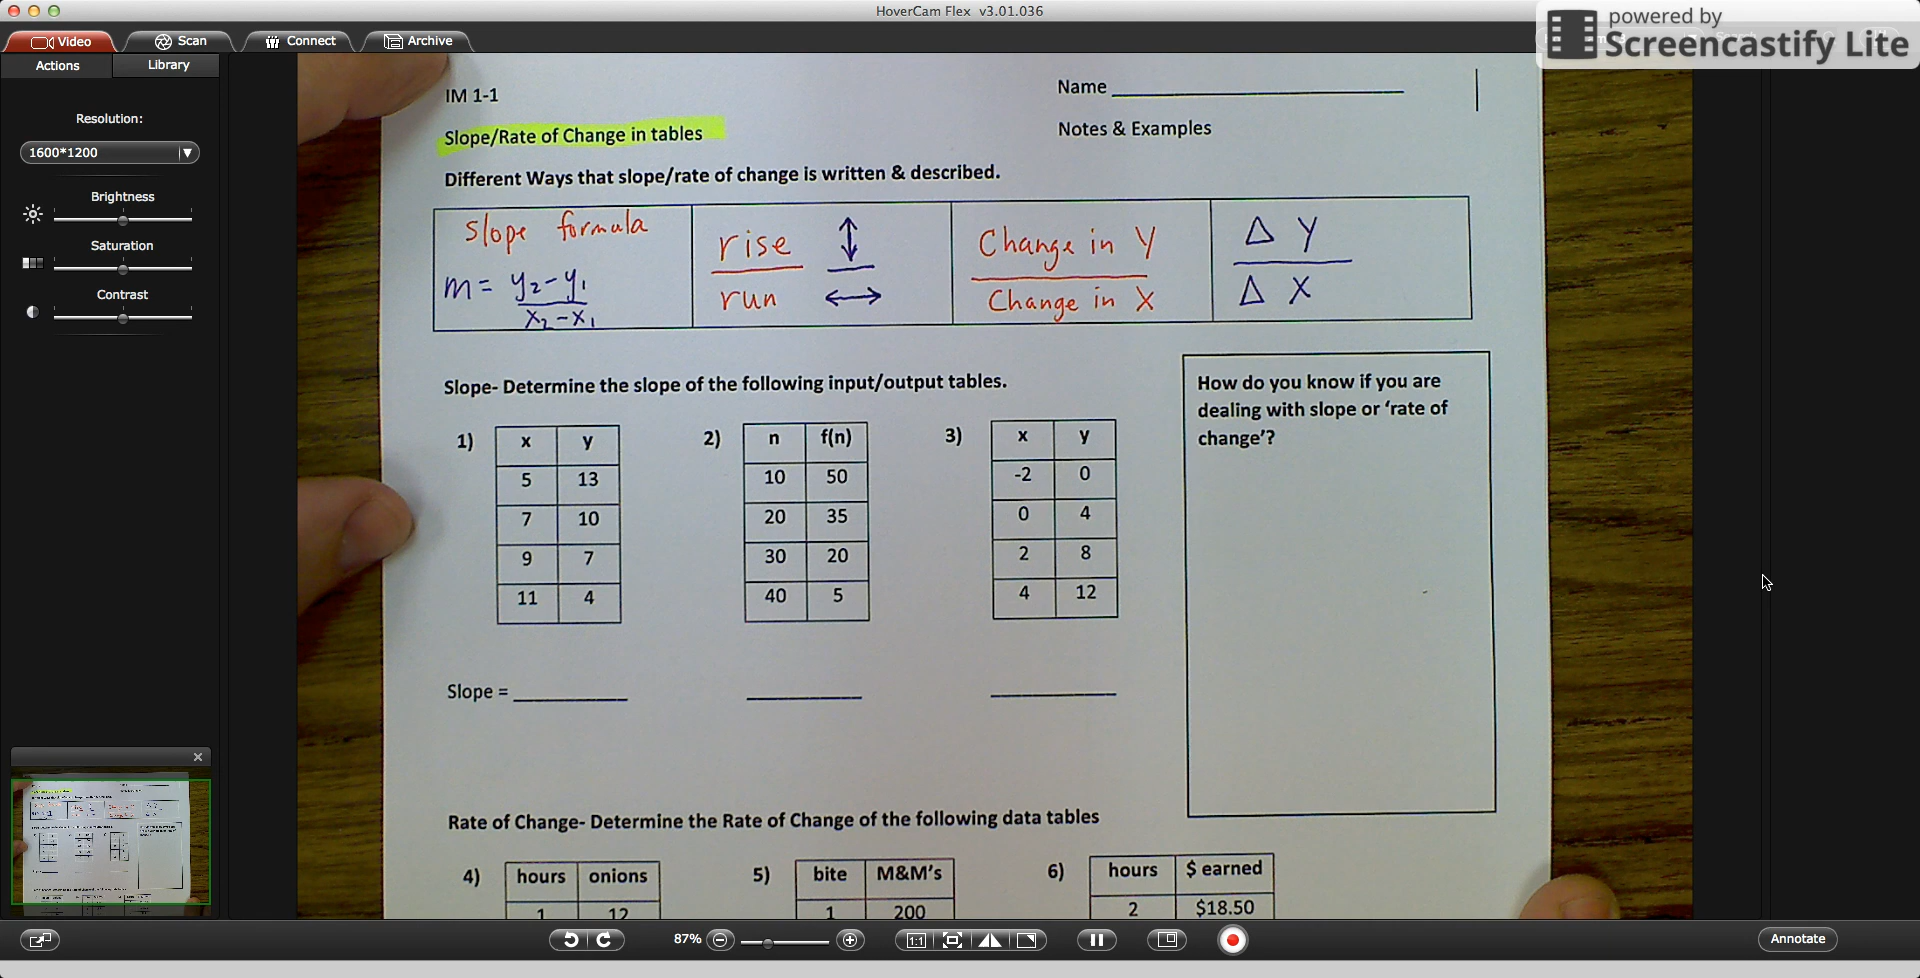 HoverCam Flex v3.01.036
powered by
Screencastify Lite
Video
Scan
Connect
Archive
Actions
Library
Resolution:
1600*1200
Brightness
Saturation
Contrast
IM 1-1
Name
Slope/Rate of Change in tables
Notes & Examples
Different Ways that slope/rate of change is written & described.
slope formula
m = y2-y1
x2-x1
rise
run
Change in Y
Change in X
Δ Y
Δ X
Slope- Determine the slope of the following input/output tables.
How do you know if you are
dealing with slope or 'rate of
change'?
1)
x y
5 13
7 10
9 7
11 4
2)
n f(n)
10 50
20 35
30 20
40 5
3)
x y
-2 0
0 4
2 8
4 12
Slope =
Rate of Change- Determine the Rate of Change of the following data tables
4)
hours onions
1 12
5)
bite M&M's
1 200
6)
hours $ earned
2 $18.50
87%
1:1
Annotate